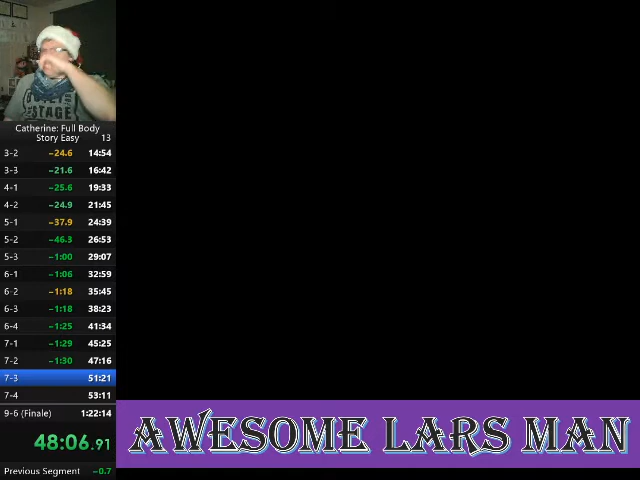 Catherine: Full Body
Story Easy 13
3-2 −24.6 14:54
3-3 −21.6 16:42
4-1 −25.6 19:33
4-2 −24.9 21:45
5-1 −37.9 24:39
5-2 −46.3 26:53
5-3 −1:00 29:07
6-1 −1:06 32:59
6-2 −1:18 35:45
6-3 −1:18 38:23
6-4 −1:25 41:34
7-1 −1:29 45:25
7-2 −1:30 47:16
7-3 51:21
7-4 53:11
9-6 (Finale) 1:22:14
48:06.91
Previous Segment −0.7
AWESOME LARS MAN